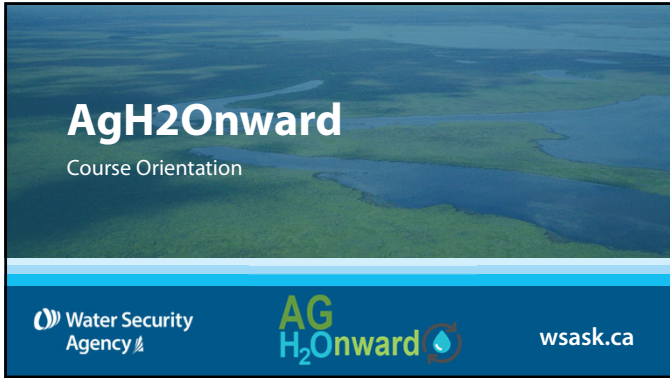 AgH2Onward
Course Orientation
Water Security
Agency
AG
H₂Onward
wsask.ca